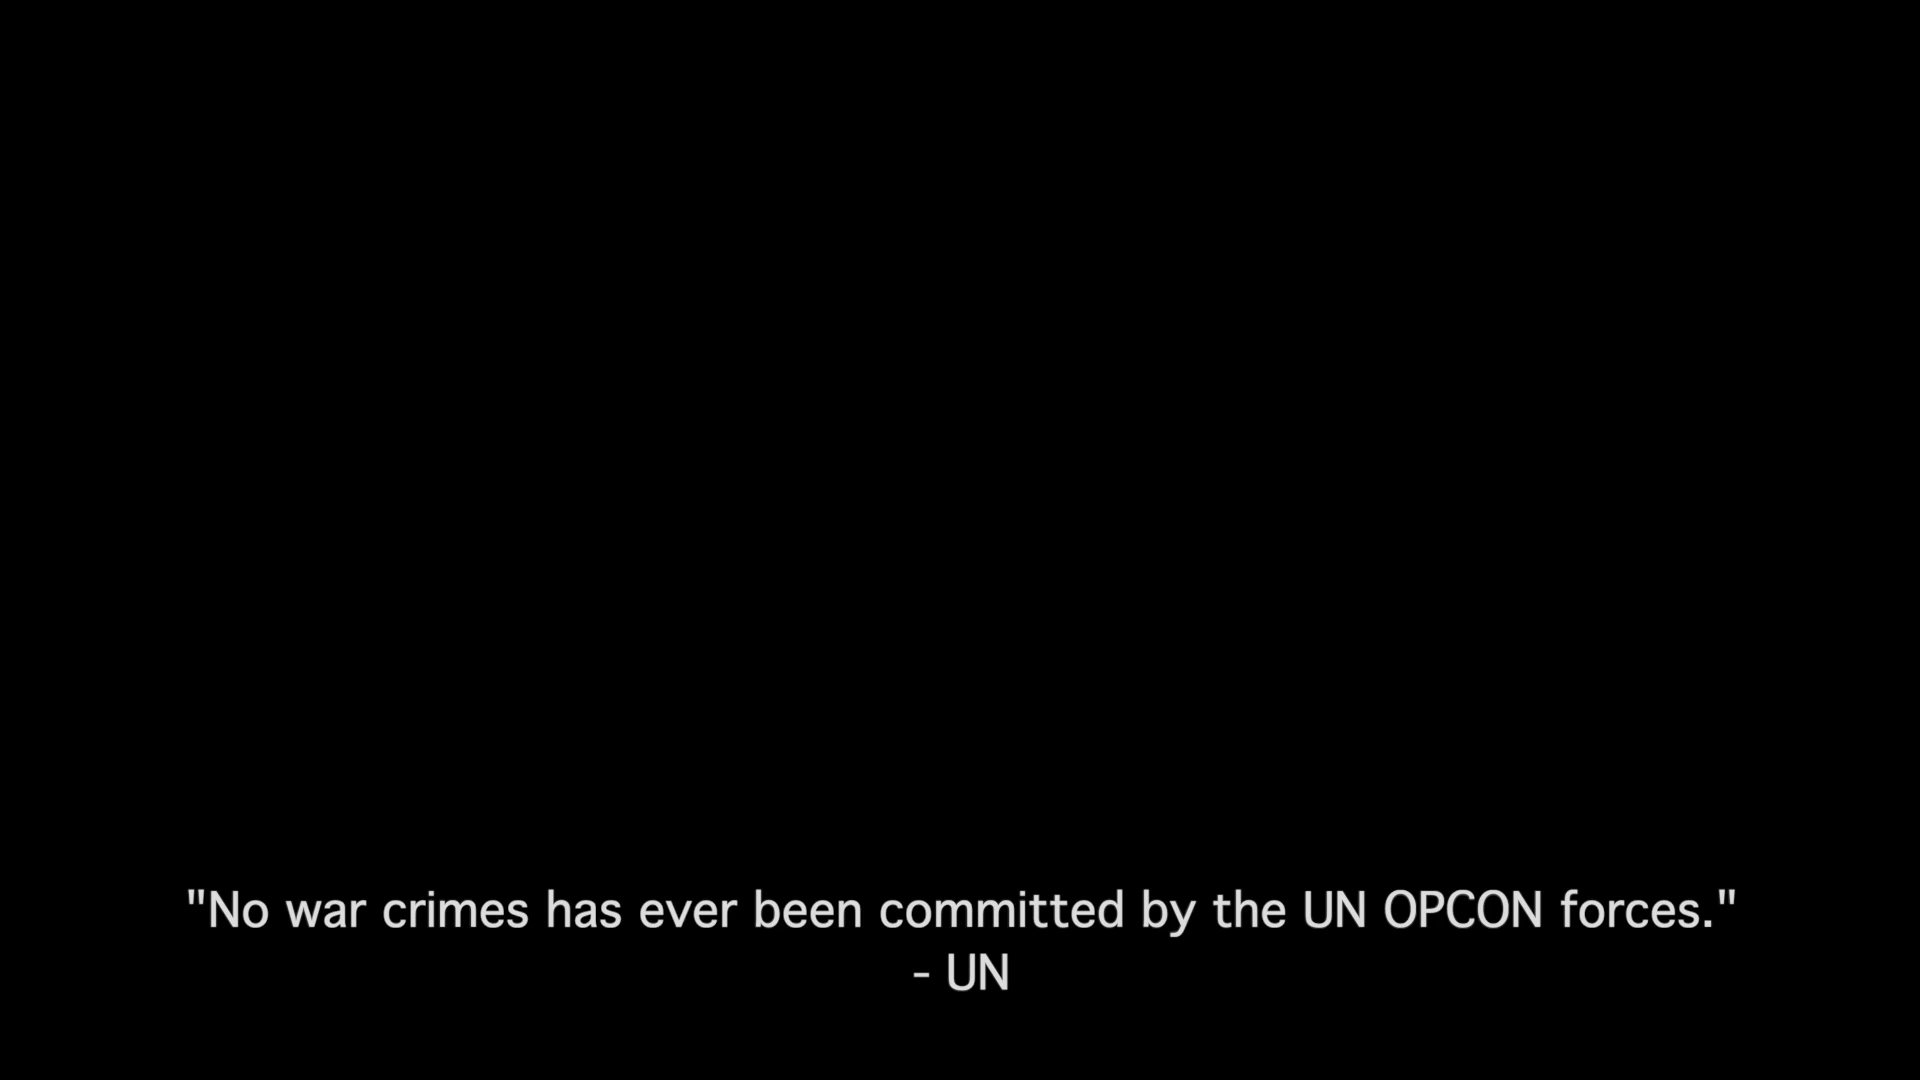 "No war crimes has ever been committed by the UN OPCON forces."
- UN